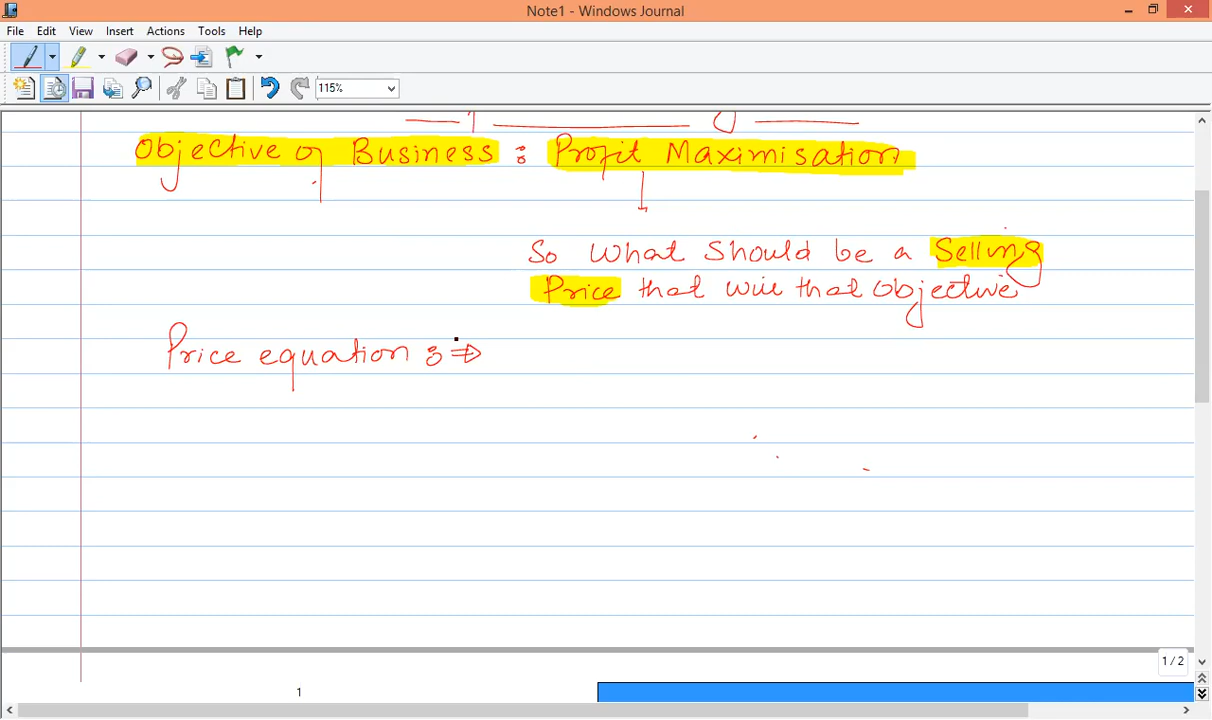 Note1 - Windows Journal
File Edit View Insert Actions Tools Help
115%
Objective of Business : Profit Maximisation
So What Should be a Selling
Price that will that Objective
Price equation : ⇒
1 / 2
1